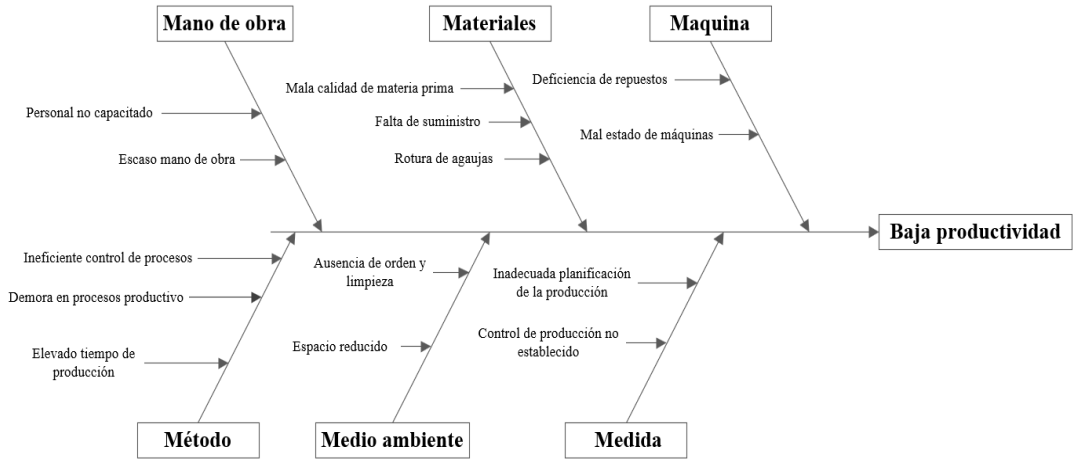 Mano de obra
Materiales
Maquina
Personal no capacitado
Escaso mano de obra
Mala calidad de materia prima
Falta de suministro
Rotura de agaujas
Deficiencia de repuestos
Mal estado de máquinas
Baja productividad
Ineficiente control de procesos
Demora en procesos productivo
Elevado tiempo de
producción
Ausencia de orden y
limpieza
Espacio reducido
Inadecuada planificación
de la producción
Control de producción no
establecido
Método
Medio ambiente
Medida